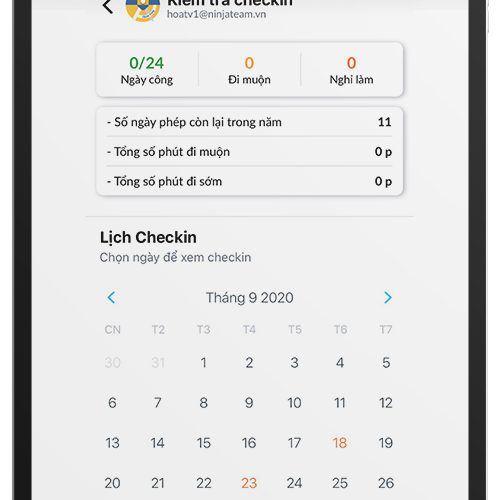 Kiểm tra checkin
hoatv1@ninjateam.vn
0/24 0 0
Ngày công Đi muộn Nghỉ làm
- Số ngày phép còn lại trong năm 11
- Tổng số phút đi muộn 0 p
- Tổng số phút đi sớm 0 p
Lịch Checkin
Chọn ngày để xem checkin
Tháng 9 2020
CN T2 T3 T4 T5 T6 T7
30 31 1 2 3 4 5
6 7 8 9 10 11 12
13 14 15 16 17 18 19
20 21 22 23 24 25 26